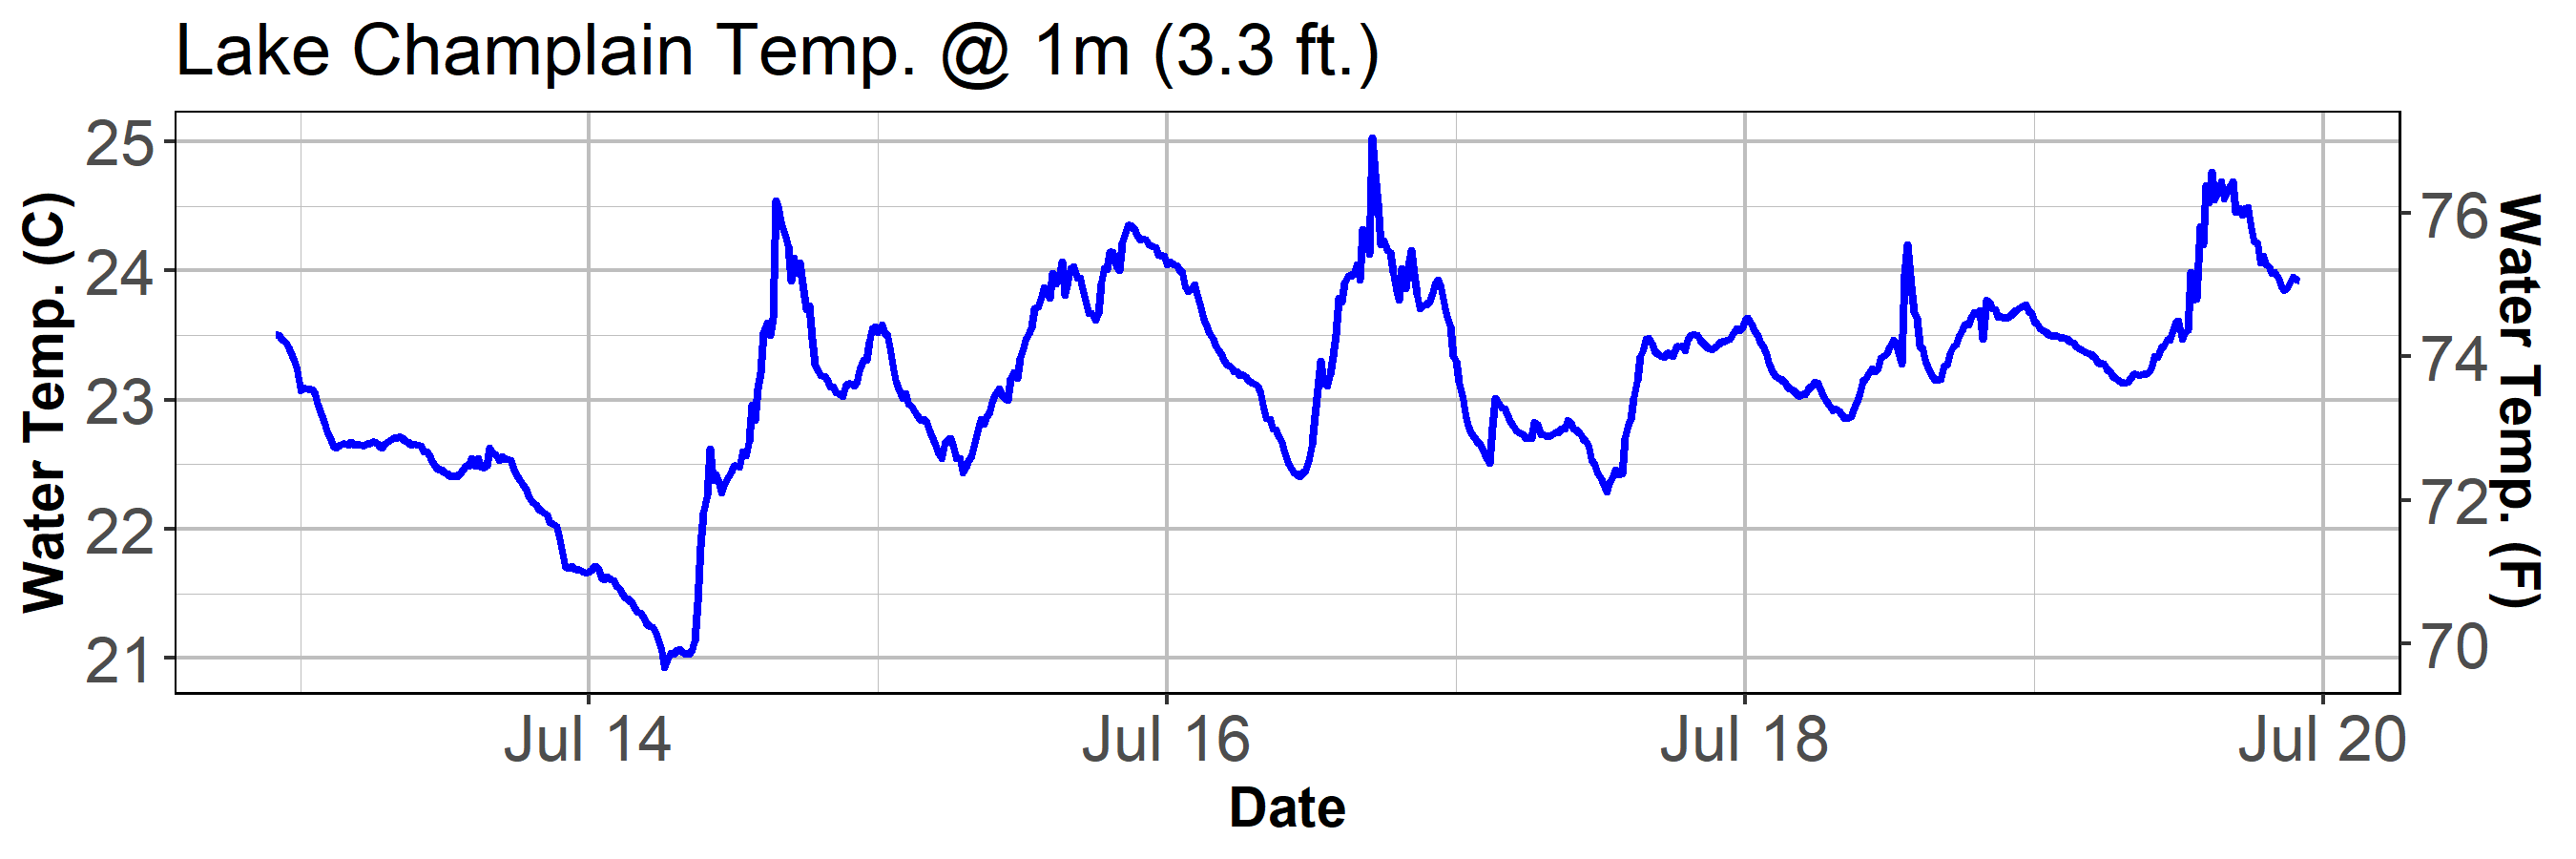 Lake Champlain Temp. @ 1m (3.3 ft.)
Water Temp. (C)
25
24
23
22
21
76
74
72
70
Water Temp. (F)
Jul 14 Jul 16 Jul 18 Jul 20
Date